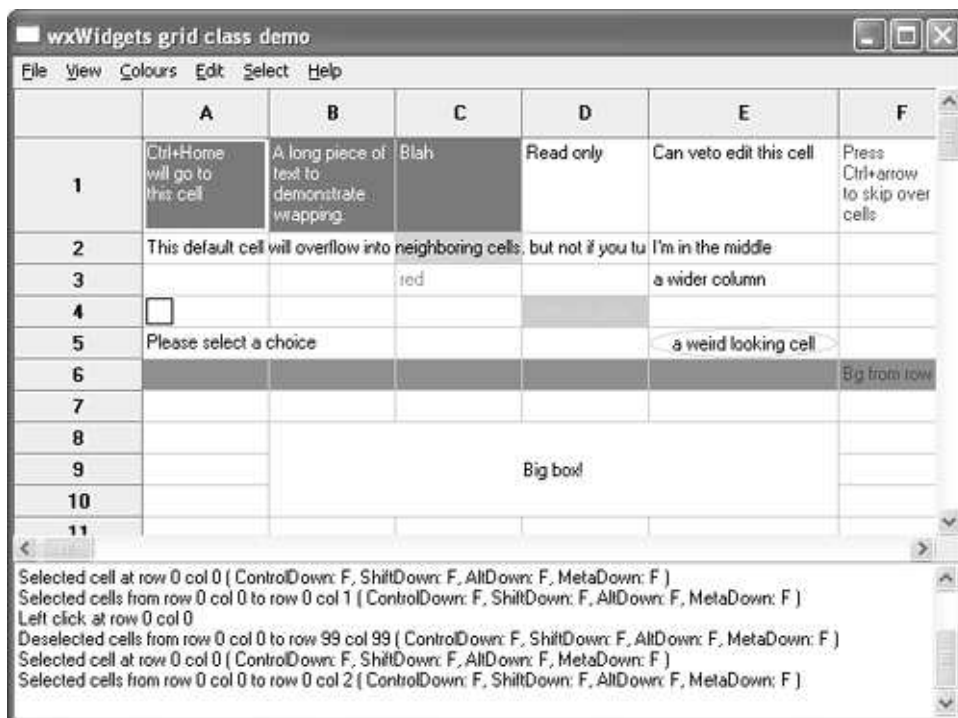 wxWidgets grid class demo
File View Colours Edit Select Help
A B C D E F
1
Ctrl+Home
will go to
this cell
A long piece of
text to
demonstrate
wrapping.
Blah
Read only
Can veto edit this cell
Press
Ctrl+arrow
to skip over
cells
2 This default cell will overflow into neighboring cells, but not if you tu I'm in the middle
3 red a wider column
4
5 Please select a choice a weird looking cell
6 Bg from row
7
8
9 Big box!
10
11
Selected cell at row 0 col 0 ( ControlDown: F, ShiftDown: F, AltDown: F, MetaDown: F )
Selected cells from row 0 col 0 to row 0 col 1 ( ControlDown: F, ShiftDown: F, AltDown: F, MetaDown: F )
Left click at row 0 col 0
Deselected cells from row 0 col 0 to row 99 col 99 ( ControlDown: F, ShiftDown: F, AltDown: F, MetaDown: F )
Selected cell at row 0 col 0 ( ControlDown: F, ShiftDown: F, AltDown: F, MetaDown: F )
Selected cells from row 0 col 0 to row 0 col 2 ( ControlDown: F, ShiftDown: F, AltDown: F, MetaDown: F )